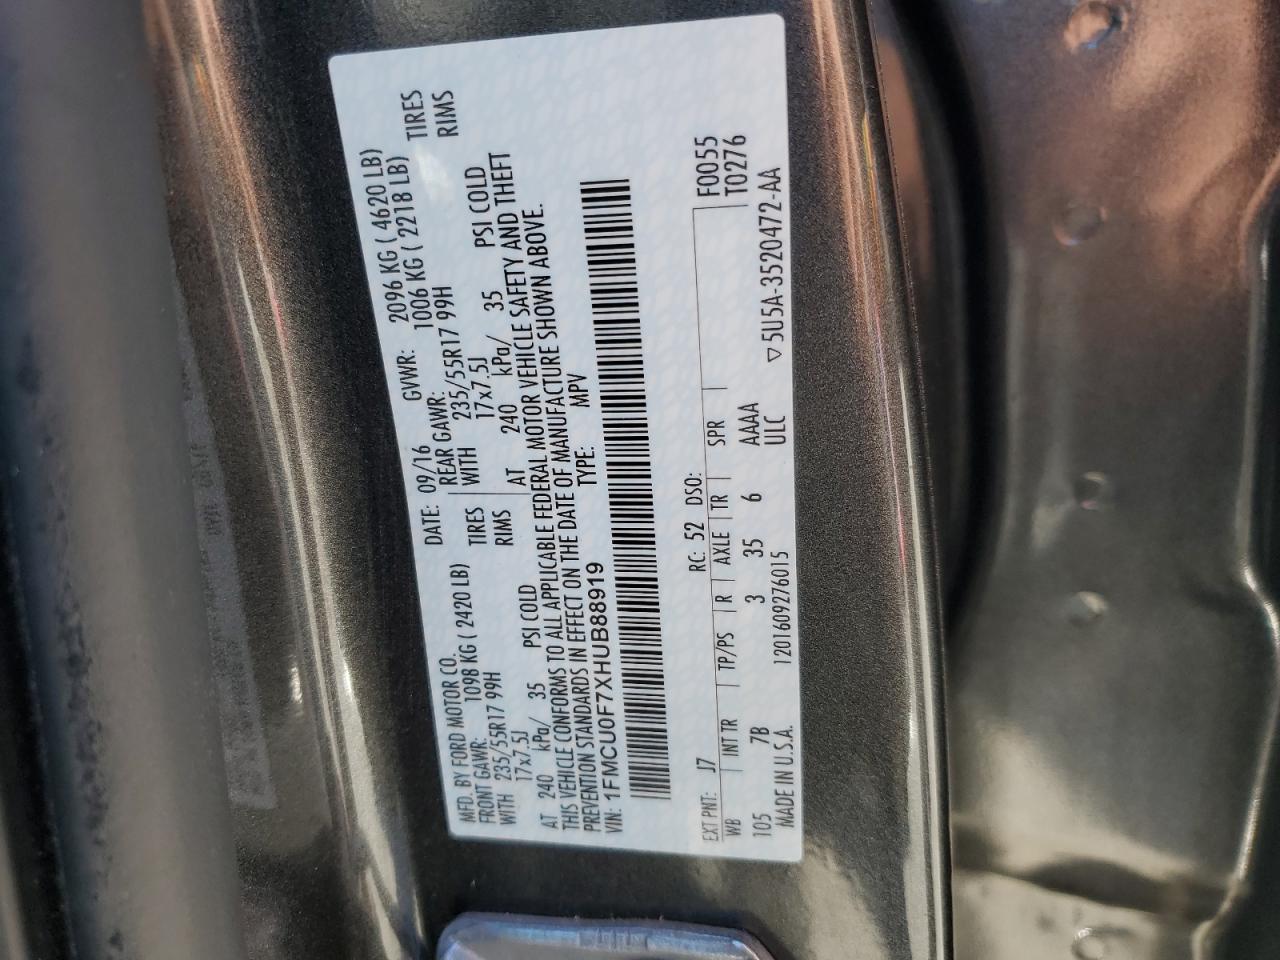 MFD. BY FORD MOTOR CO.
DATE: 09/16 GVWR: 2096 KG ( 4620 LB)
FRONT GAWR: 1098 KG ( 2420 LB) REAR GAWR: 1006 KG ( 2218 LB)
WITH 235/55R17 99H TIRES WITH 235/55R17 99H TIRES
17x7.5J RIMS 17x7.5J RIMS
AT 240 kPa/ 35 PSI COLD AT 240 kPa/ 35 PSI COLD
THIS VEHICLE CONFORMS TO ALL APPLICABLE FEDERAL MOTOR VEHICLE SAFETY AND THEFT
PREVENTION STANDARDS IN EFFECT ON THE DATE OF MANUFACTURE SHOWN ABOVE.
VIN: 1FMCU0F7XHUB88919 TYPE: MPV
EXT PNT: J7 RC: 52 DSO: F0055
WB INT TR TP/PS R AXLE TR SPR T0276
105 7B 3 35 6 AAAA
MADE IN U.S.A. 1201609276015 ULC ▽5U5A-3520472-AA